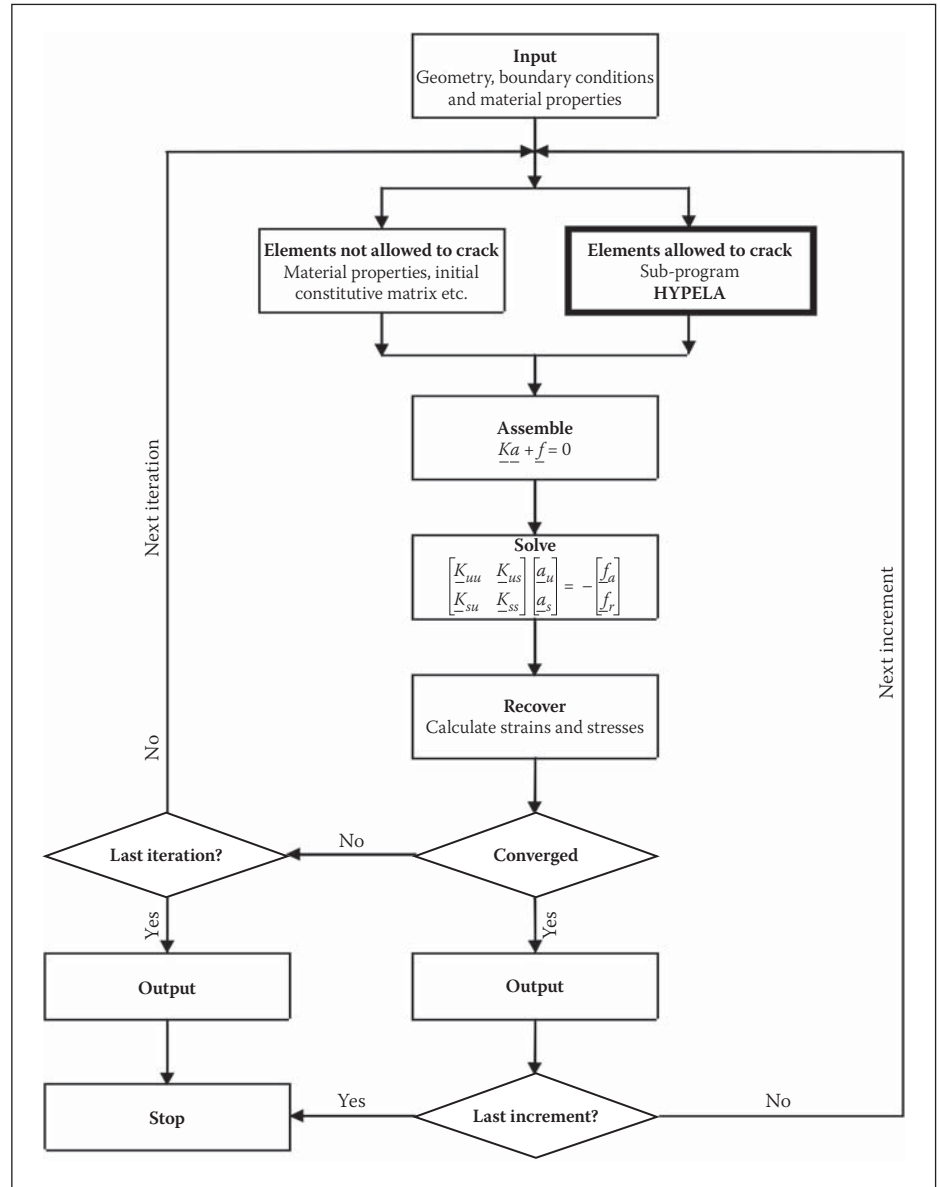 Input
Geometry, boundary conditions
and material properties
Elements not allowed to crack
Material properties, initial
constitutive matrix etc.
Elements allowed to crack
Sub-program
HYPELA
Assemble
Ka + f = 0
Solve
[Kuu Kus] [au] = − [fa]
[Ksu Kss] [as] [fr]
Recover
Calculate strains and stresses
Next iteration
No
Next increment
Last iteration?
No
Converged
Yes
Yes
Output
Output
Stop
Yes
Last increment?
No